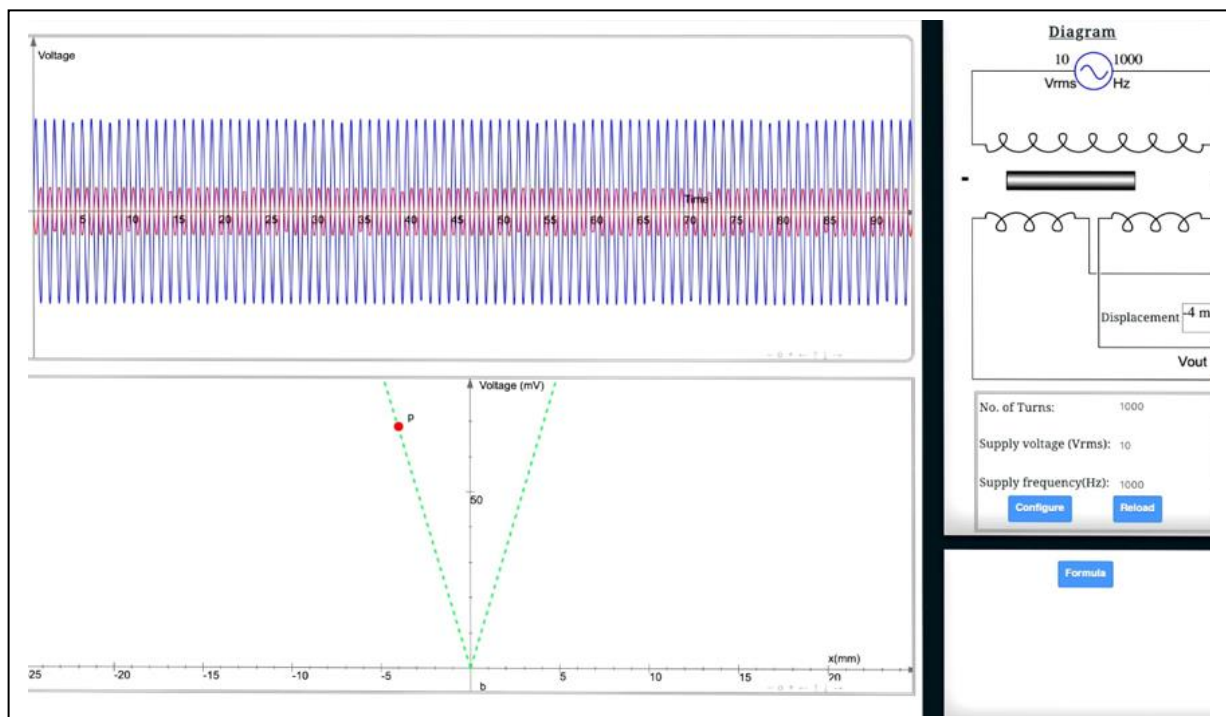 Voltage
Time
5 10 15 20 25 30 35 40 45 50 55 60 65 70 75 80 85 90
Voltage (mV)
P
50
25 -20 -15 -10 -5 5 10 15 20
x(mm)
b
Diagram
10 1000
Vrms Hz
-
Displacement -4 m
Vout
No. of Turns: 1000
Supply voltage (Vrms): 10
Supply frequency(Hz): 1000
Configure Reload
Formula